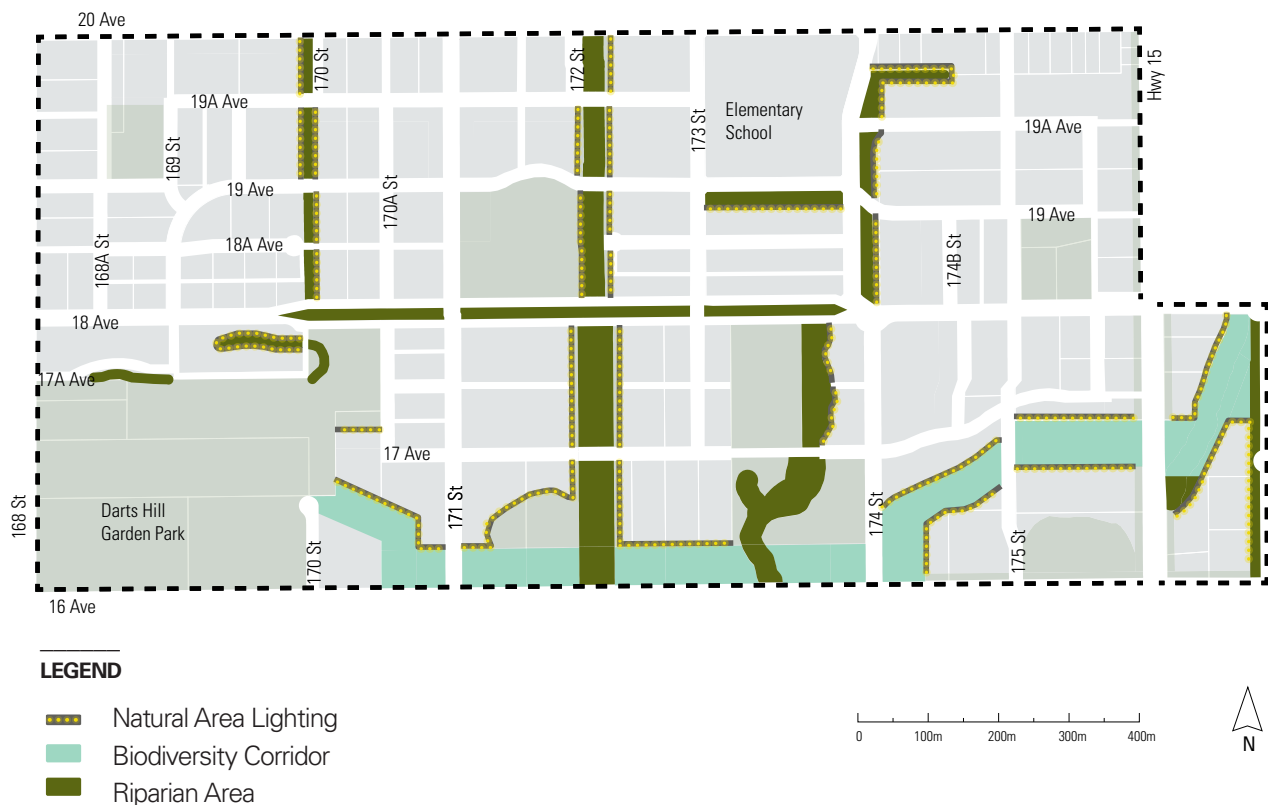 20 Ave
170 St
172 St
Hwy 15
19A Ave
Elementary
School
173 St
19A Ave
169 St
170A St
19 Ave
19 Ave
18A Ave
168A St
174B St
18 Ave
17A Ave
17 Ave
168 St
Darts Hill
Garden Park
171 St
174 St
175 St
170 St
16 Ave
LEGEND
Natural Area Lighting
Biodiversity Corridor
Riparian Area
0 100m 200m 300m 400m
N